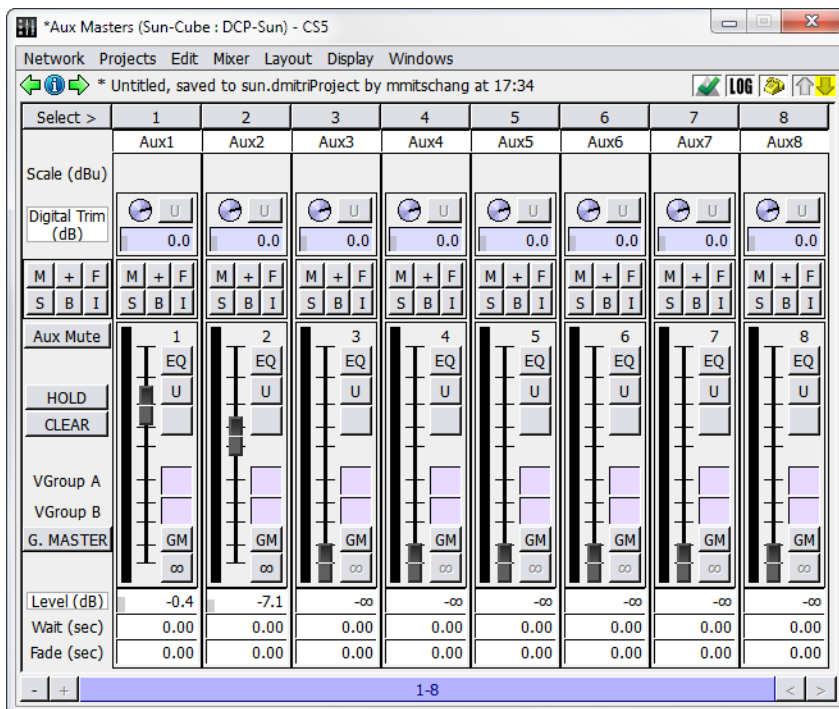 *Aux Masters (Sun-Cube : DCP-Sun) - CS5
Network Projects Edit Mixer Layout Display Windows
* Untitled, saved to sun.dmitriProject by mmitschang at 17:34 LOG
Select > 1 2 3 4 5 6 7 8
Aux1 Aux2 Aux3 Aux4 Aux5 Aux6 Aux7 Aux8
Scale (dBu)
Digital Trim U U U U U U U U
(dB) 0.0 0.0 0.0 0.0 0.0 0.0 0.0 0.0
M + F M + F M + F M + F M + F M + F M + F M + F M + F
S B I S B I S B I S B I S B I S B I S B I S B I S B I
Aux Mute 1 2 3 4 5 6 7 8
EQ EQ EQ EQ EQ EQ EQ EQ
HOLD U U U U U U U U
CLEAR
VGroup A
VGroup B
G. MASTER GM GM GM GM GM GM GM GM
∞ ∞ ∞ ∞ ∞ ∞ ∞ ∞
Level (dB) -0.4 -7.1 -∞ -∞ -∞ -∞ -∞ -∞
Wait (sec) 0.00 0.00 0.00 0.00 0.00 0.00 0.00 0.00
Fade (sec) 0.00 0.00 0.00 0.00 0.00 0.00 0.00 0.00
- + 1-8 < >